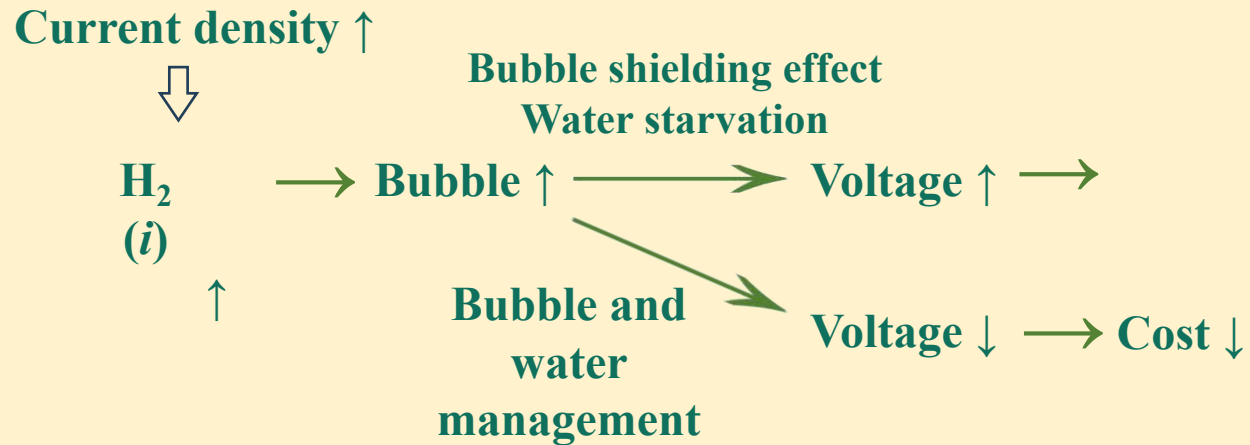 Current density ↑
Bubble shielding effect
Water starvation
H₂ → Bubble ↑ → Voltage ↑ →
(i)
↑
Bubble and
water
management
Voltage ↓ → Cost ↓